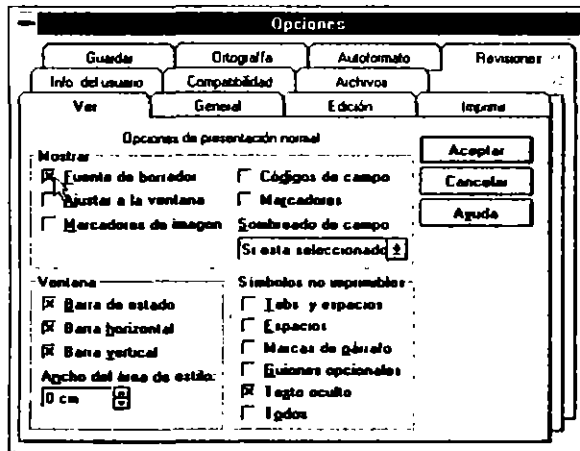 Opciones
Guardar Ortografía Autoformato Revisiones
Info. del usuario Compatibilidad Archivos
Ver General Edición Imprimir
Opciones de presentación normal
Mostrar
Fuente de borrador
Ajustar a la ventana
Marcadores de imagen
Códigos de campo
Marcadores
Sombreado de campo
Si esta seleccionado
Aceptar
Cancelar
Ayuda
Ventana
Barra de estado
Barra horizontal
Barra vertical
Ancho del área de estilo:
0 cm
Símbolos no imprimibles
Tabs. y espacios
Espacios
Marcas de párrafo
Guiones opcionales
Texto oculto
Todos